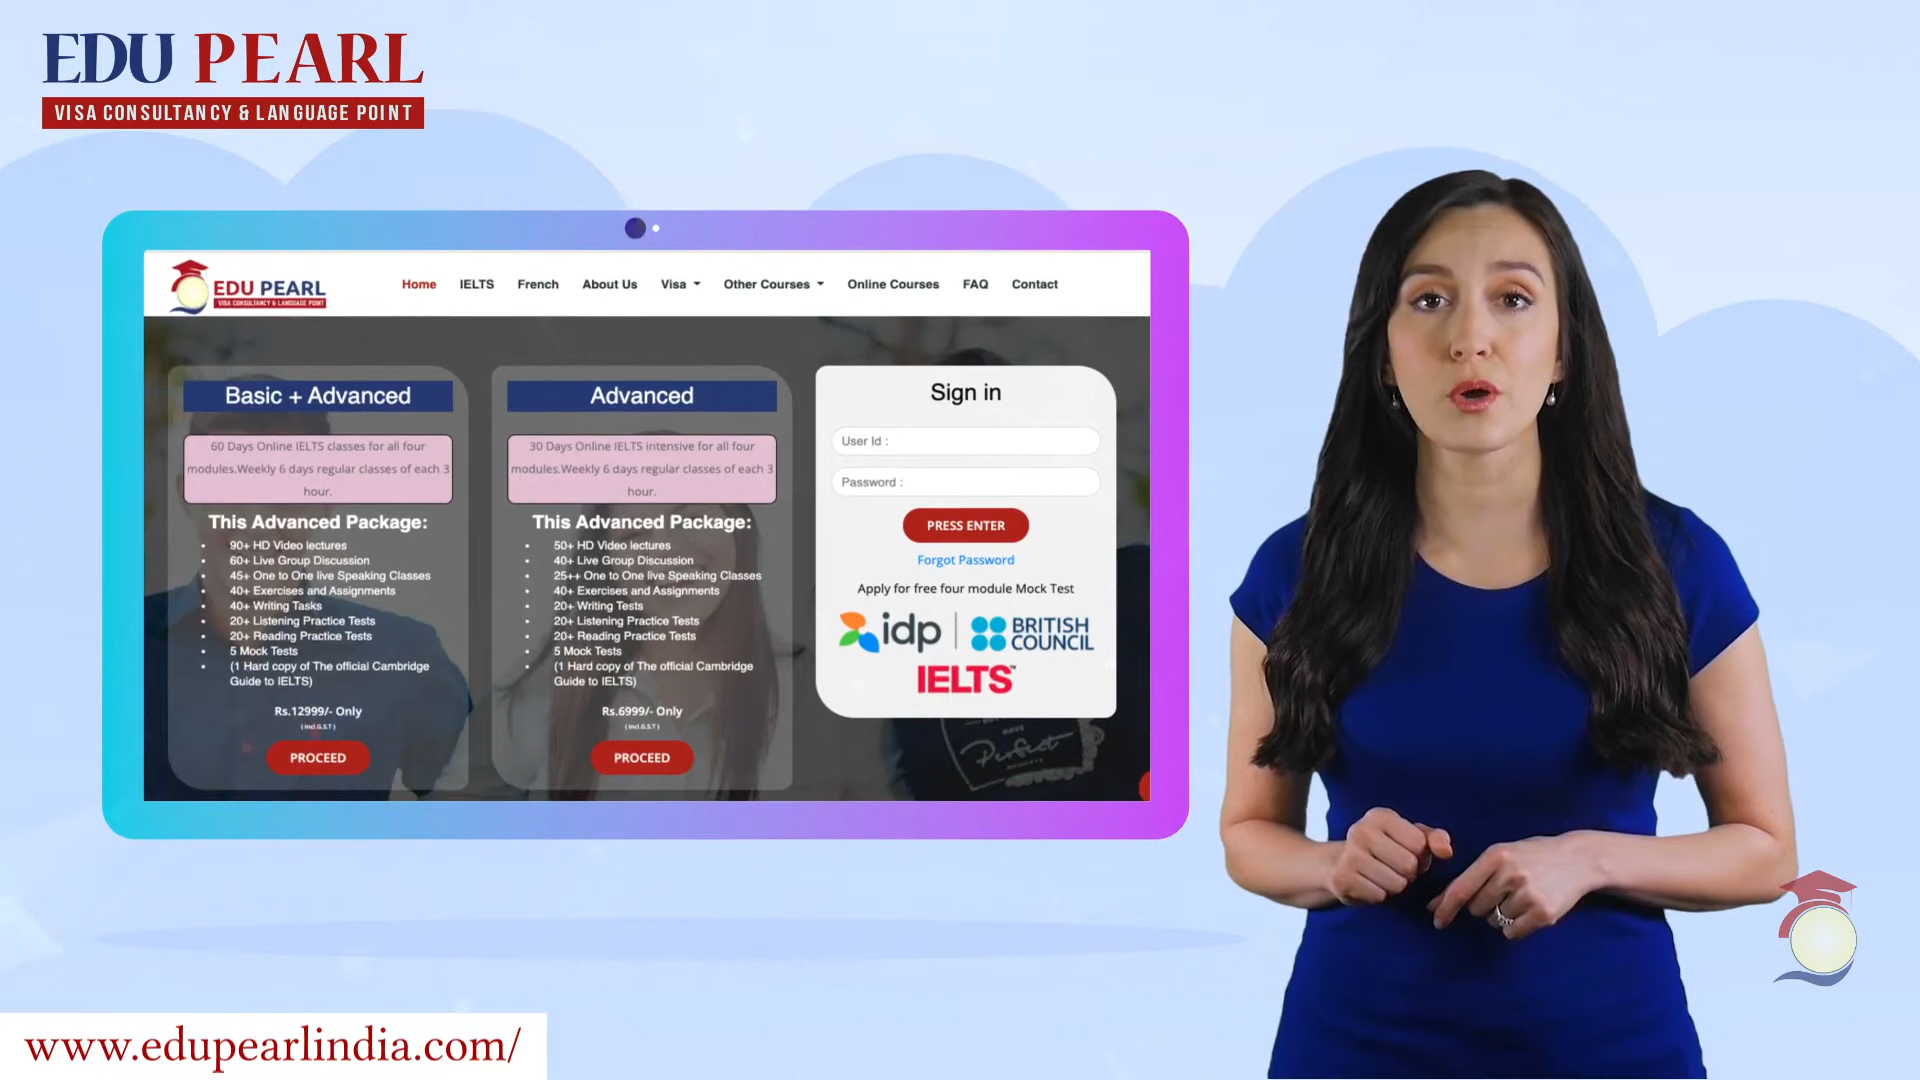 EDU PEARL
VISA CONSULTANCY & LANGUAGE POINT
EDU PEARL
VISA CONSULTANCY & LANGUAGE POINT
Home IELTS French About Us Visa Other Courses Online Courses FAQ Contact
Basic + Advanced
60 Days Online IELTS classes for all four
modules.Weekly 6 days regular classes of each 3
hour.
This Advanced Package:
90+ HD Video lectures
60+ Live Group Discussion
45+ One to One live Speaking Classes
40+ Exercises and Assignments
40+ Writing Tasks
20+ Listening Practice Tests
20+ Reading Practice Tests
5 Mock Tests
(1 Hard copy of The official Cambridge
Guide to IELTS)
Rs.12999/- Only
(Incl.G.S.T)
PROCEED
Advanced
30 Days Online IELTS intensive for all four
modules.Weekly 6 days regular classes of each 3
hour.
This Advanced Package:
50+ HD Video lectures
40+ Live Group Discussion
25++ One to One live Speaking Classes
40+ Exercises and Assignments
20+ Writing Tests
20+ Listening Practice Tests
20+ Reading Practice Tests
5 Mock Tests
(1 Hard copy of The official Cambridge
Guide to IELTS)
Rs.6999/- Only
(Incl.G.S.T)
PROCEED
Sign in
User Id :
Password :
PRESS ENTER
Forgot Password
Apply for free four module Mock Test
idp | BRITISH
COUNCIL
IELTS™
Perfect
www.edupearlindia.com/